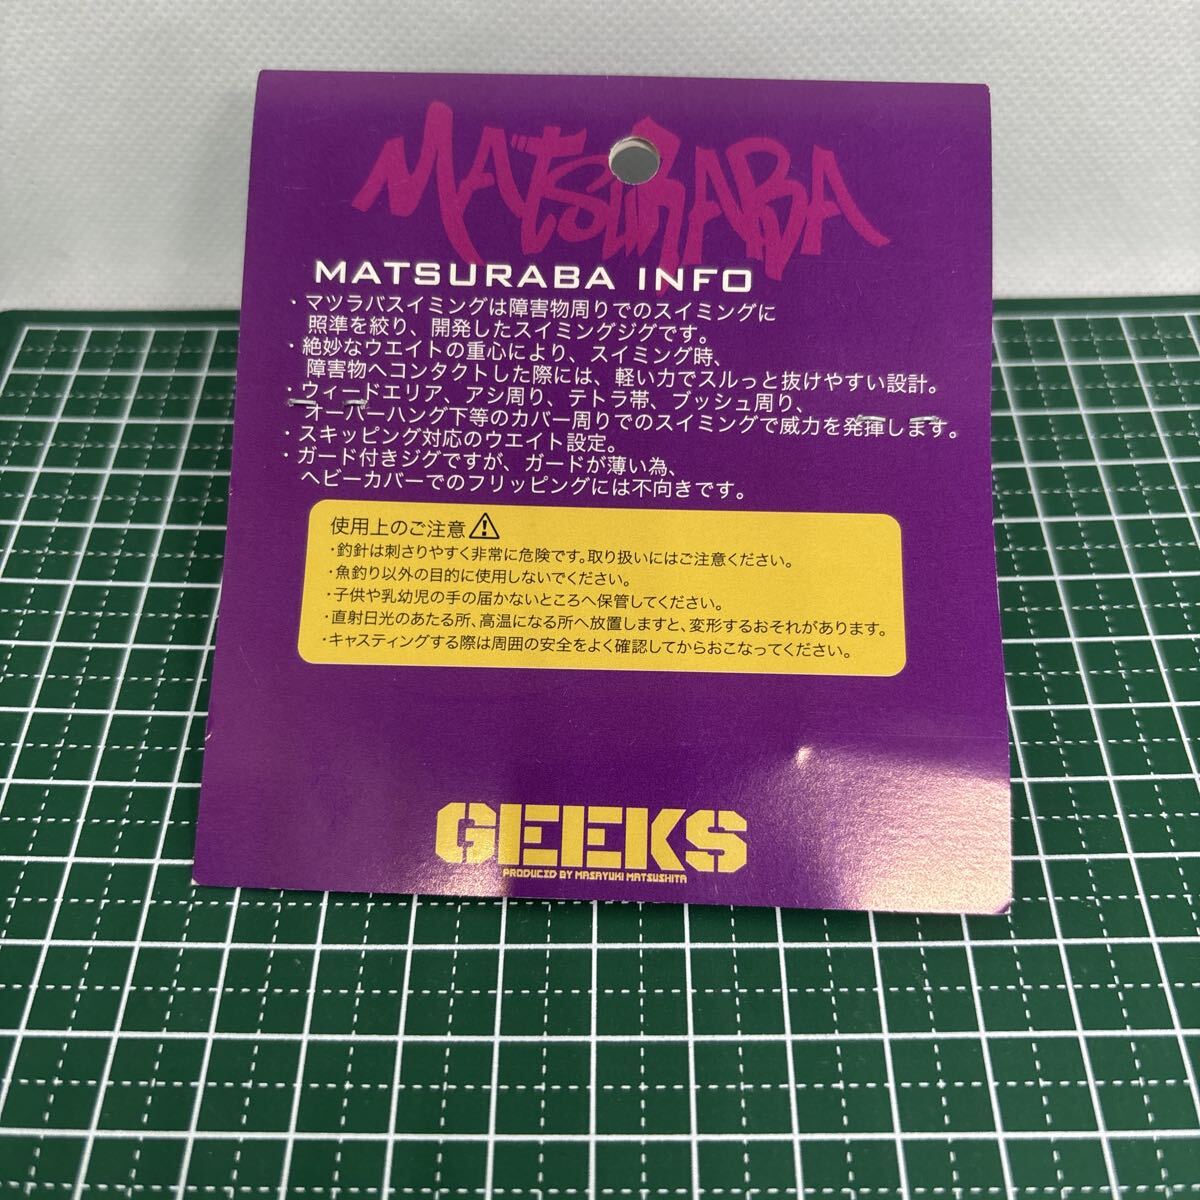 MATSURABA
MATSURABA INFO
・マツラバスイミングは障害物周りでのスイミングに
照準を絞り、開発したスイミングジグです。
・絶妙なウエイトの重心により、スイミング時、
障害物へコンタクトした際には、軽い力でスルっと抜けやすい設計。
・ウィードエリア、アシ周り、テトラ帯、ブッシュ周り、
オーバーハング下等のカバー周りでのスイミングで威力を発揮します。
・スキッピング対応のウエイト設定。
・ガード付きジグですが、ガードが薄い為、
ヘビーカバーでのフリッピングには不向きです。
使用上のご注意
・釣針は刺さりやすく非常に危険です。取り扱いにはご注意ください。
・魚釣り以外の目的に使用しないでください。
・子供や乳幼児の手の届かないところへ保管してください。
・直射日光のあたる所、高温になる所へ放置しますと、変形するおそれがあります。
・キャスティングする際は周囲の安全をよく確認してからおこなってください。
GEEKS
PRODUCED BY MASAYUKI MATSUSHITA